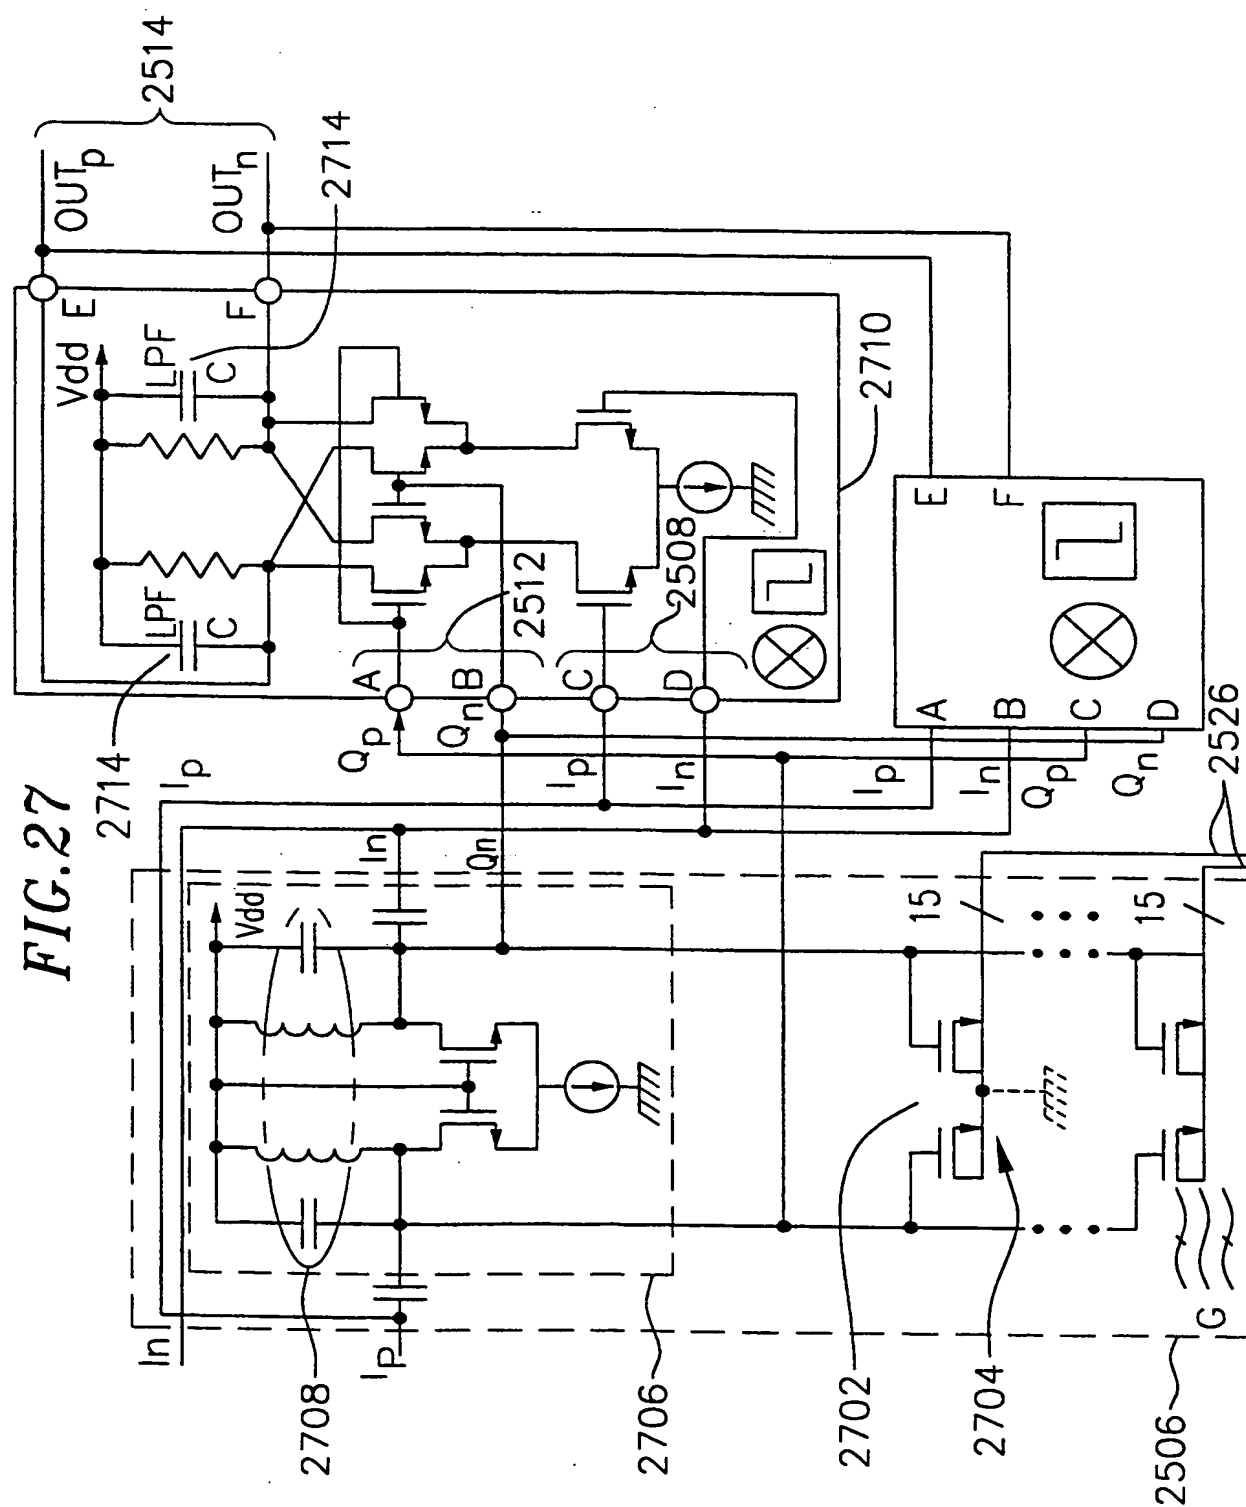 FIG.27
2514
OUTp
OUTn
2714
E
F
Vdd
LPF
C
LPF
C
2714
2710
2512
2508
A
B
C
D
Qp
Qn
Ip
In
Ip
In
Qn
Vdd
In
Ip
2708
2706
E
F
A
B
C
D
Ip
In
Qp
Qn
2526
15
15
2702
2704
G
2506